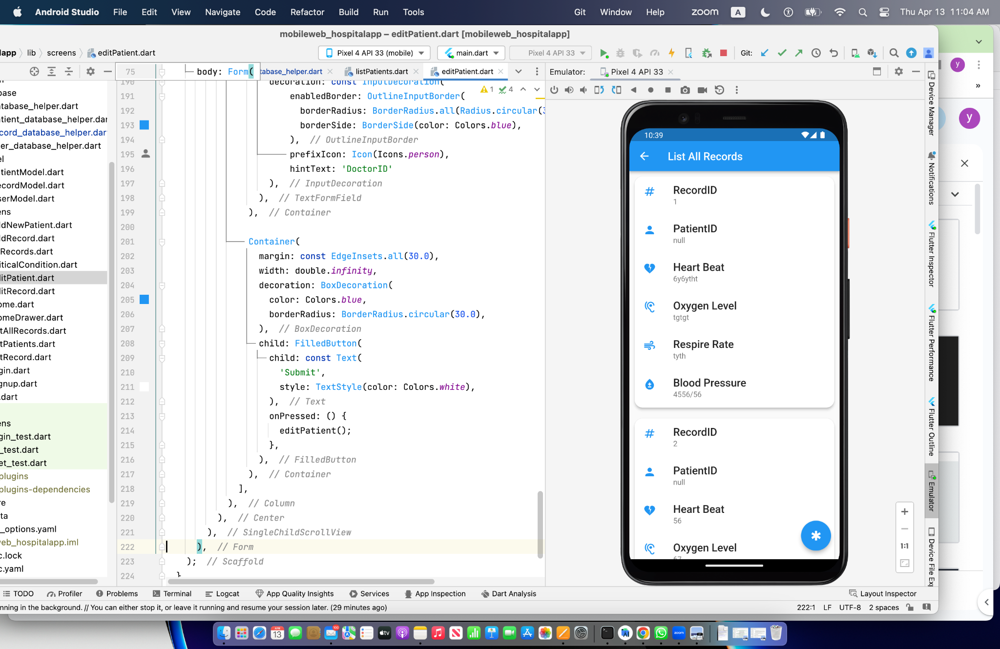 Android Studio File Edit View Navigate Code Refactor Build Run Tools Git Window Help zoom A Thu Apr 13 11:04 AM
mobileweb_hospitalapp – editPatient.dart [mobileweb_hospitalapp]
lapp lib screens editPatient.dart Pixel 4 API 33 (mobile) main.dart Pixel 4 API 33 Git:
75 body: Form( tabase_helper.dart listPatients.dart editPatient.dart Emulator: Pixel 4 API 33
190 decoration: const InputDecoration(
1 4
191 enabledBorder: OutlineInputBorder(
192 borderRadius: BorderRadius.all(Radius.circular(3
193 borderSide: BorderSide(color: Colors.blue),
194 ), // OutlineInputBorder
195 prefixIcon: Icon(Icons.person),
196 hintText: 'DoctorID'
197 ), // InputDecoration
198 ), // TextFormField
199 ), // Container
200
201 Container(
202 margin: const EdgeInsets.all(30.0),
203 width: double.infinity,
204 decoration: BoxDecoration(
205 color: Colors.blue,
206 borderRadius: BorderRadius.circular(30.0),
207 ), // BoxDecoration
208 child: FilledButton(
209 child: const Text(
210 'Submit',
211 style: TextStyle(color: Colors.white),
212 ), // Text
213 onPressed: () {
214 editPatient();
215 },
216 ), // FilledButton
217 ), // Container
218 ],
219 ), // Column
220 ), // Center
221 ), // SingleChildScrollView
222 ), // Form
223 ); // Scaffold
224 }
base
tabase_helper.dart
tient_database_helper.dar
cord_database_helper.dar
er_database_helper.dart
el
tientModel.dart
ecordModel.dart
serModel.dart
ens
ldNewPatient.dart
ldRecord.dart
Records.dart
iticalCondition.dart
litPatient.dart
litRecord.dart
ome.dart
omeDrawer.dart
tAllRecords.dart
tPatients.dart
tRecord.dart
gin.dart
gnup.dart
.dart
ens
gin_test.dart
_test.dart
et_test.dart
plugins
plugins-dependencies
re
ta
_options.yaml
veb_hospitalapp.iml
c.lock
c.yaml
10:39
List All Records
RecordID
1
PatientID
null
Heart Beat
6y6ytht
Oxygen Level
tgtgt
Respire Rate
tyth
Blood Pressure
4556/56
RecordID
2
PatientID
null
Heart Beat
56
Oxygen Level
67
1:1
Device Manager
Notifications
Flutter Inspector
Flutter Performance
Flutter Outline
Emulator
Device File Ex
y
y
TODO Profiler Problems Terminal Logcat App Quality Insights Services App Inspection Dart Analysis Layout Inspector
nning in the background. // You can either stop it, or leave it running and resume your session later. (29 minutes ago) 222:1 LF UTF-8 2 spaces
APR
13
100
tv
zoom